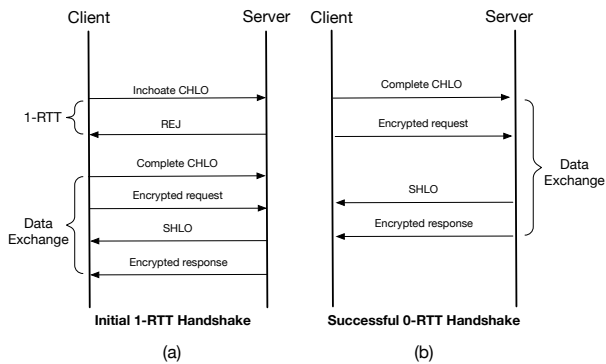 Client
Server
Inchoate CHLO
1-RTT
REJ
Complete CHLO
Encrypted request
Data
Exchange
SHLO
Encrypted response
Initial 1-RTT Handshake
(a)
Client
Server
Complete CHLO
Encrypted request
Data
Exchange
SHLO
Encrypted response
Successful 0-RTT Handshake
(b)